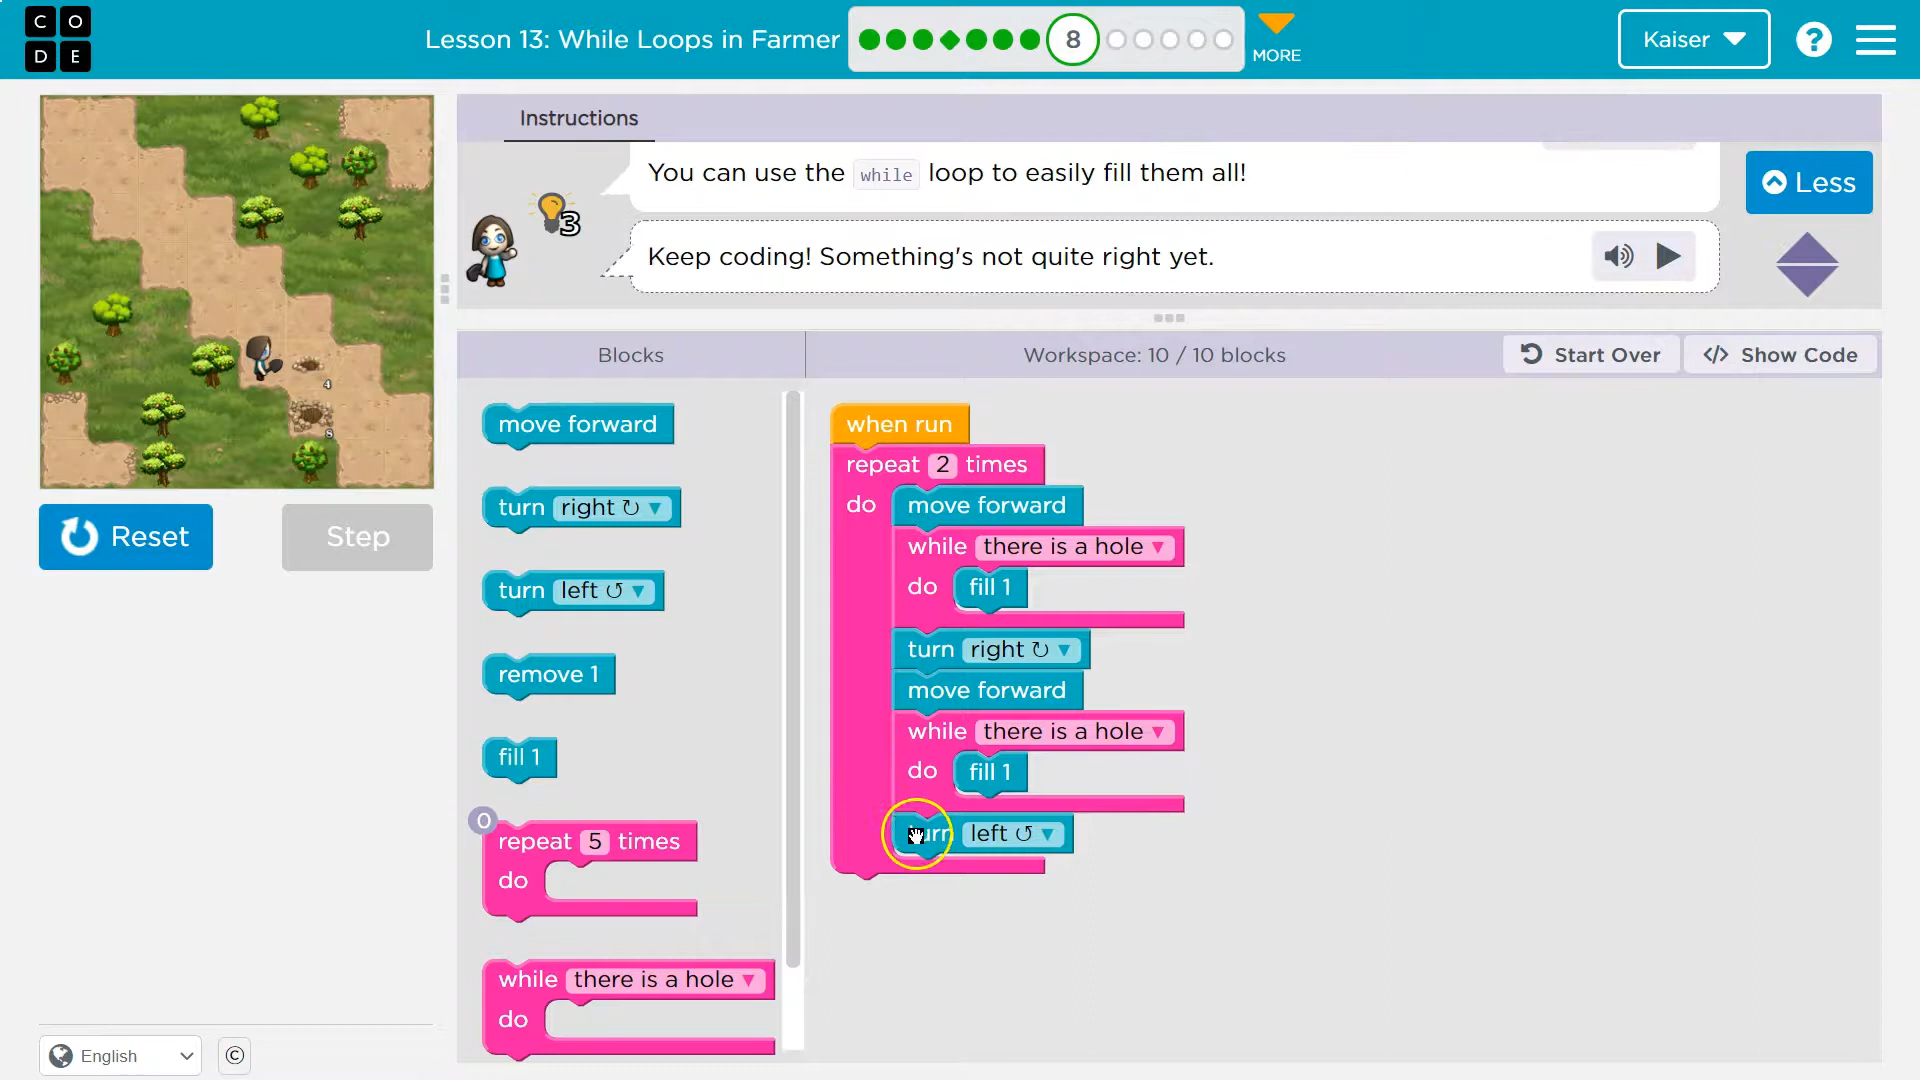 C O
D E
Lesson 13: While Loops in Farmer
8
MORE
Kaiser
?
Instructions
You can use the while loop to easily fill them all!
Less
3
Keep coding! Something's not quite right yet.
Blocks
Workspace: 10 / 10 blocks
Start Over
</> Show Code
4
8
Reset
Step
move forward
turn right ↻ ▼
turn left ↺ ▼
remove 1
fill 1
0
repeat 5 times
do
while there is a hole ▼
do
when run
repeat 2 times
do move forward
while there is a hole ▼
do fill 1
turn right ↻ ▼
move forward
while there is a hole ▼
do fill 1
turn left ↺ ▼
English
©